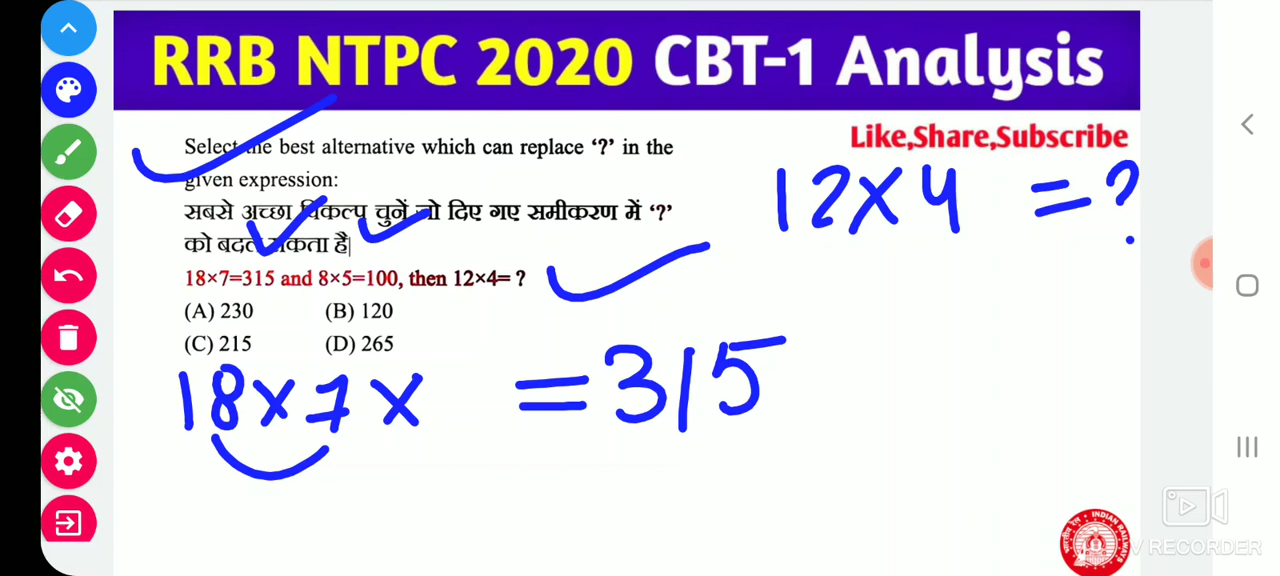 RRB NTPC 2020 CBT-1 Analysis
Like,Share,Subscribe
Select the best alternative which can replace ‘?’ in the
given expression:
सबसे अच्छा विकल्प चुनें जो दिए गए समीकरण में ‘?’
को बदल सकता है|
18×7=315 and 8×5=100, then 12×4= ?
(A) 230 (B) 120
(C) 215 (D) 265
12×4 = ?
18×7× =315
INDIAN RAILWAYS
V RECORDER